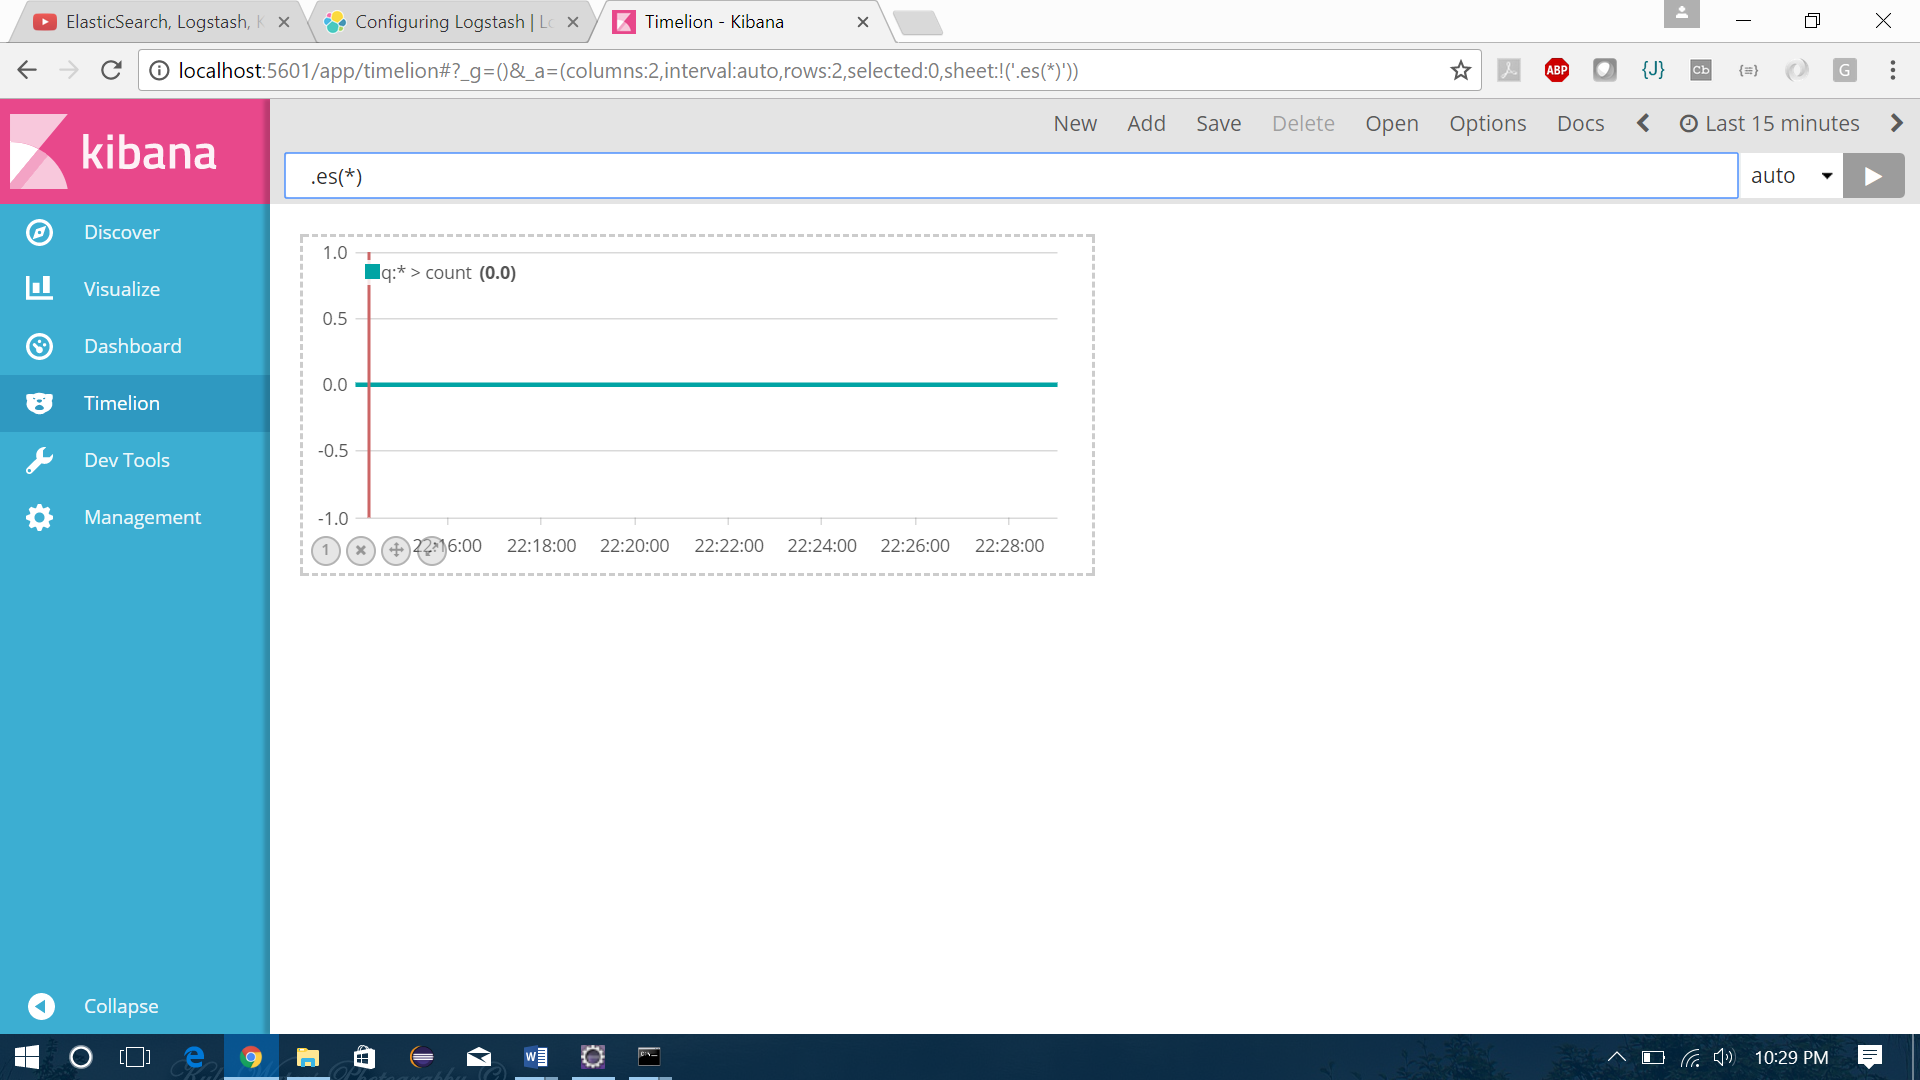 ElasticSearch, Logstash, K
Configuring Logstash | Lo
Timelion - Kibana
localhost:5601/app/timelion#?_g=()&_a=(columns:2,interval:auto,rows:2,selected:0,sheet:!('.es(*)'))
ABP
{J}
cb
{≡}
G
kibana
New
Add
Save
Delete
Open
Options
Docs
Last 15 minutes
.es(*)
auto
Discover
Visualize
Dashboard
Timelion
Dev Tools
Management
Collapse
1.0
q:* > count (0.0)
0.5
0.0
-0.5
-1.0
22:16:00 22:18:00 22:20:00 22:22:00 22:24:00 22:26:00 22:28:00
1
10:29 PM